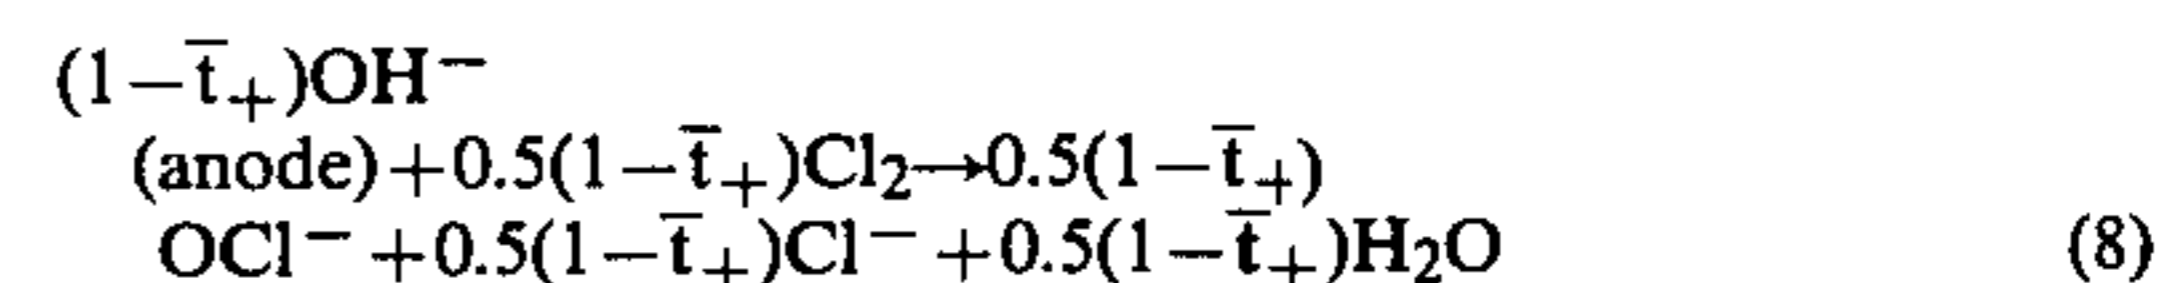 (1−t̅₊)OH⁻
(anode)+0.5(1−t̅₊)Cl₂→0.5(1−t̅₊)
OCl⁻+0.5(1−t̅₊)Cl⁻+0.5(1−t̅₊)H₂O (8)